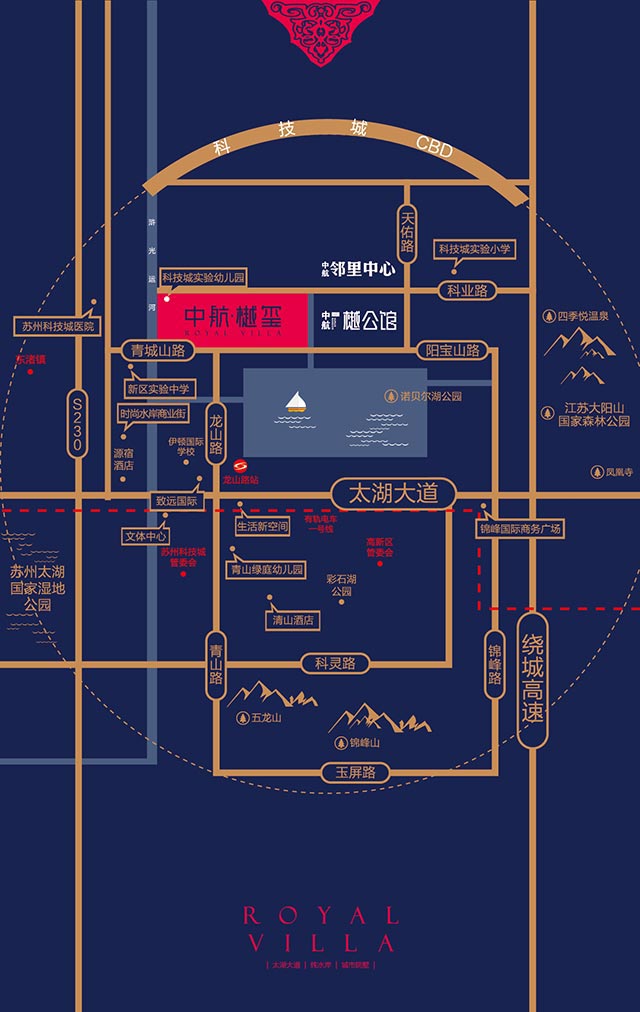 科技城CBD
浒光运河
天佑路
科技城实验小学
中航 邻里中心
科技城实验幼儿园
科业路
中航·樾玺
ROYAL VILLA
中航 樾公馆
苏州科技城医院
四季悦温泉
东渚镇
青城山路
阳宝山路
新区实验中学
诺贝尔湖公园
时尚水岸商业街
江苏大阳山
国家森林公园
S230
龙山路
伊顿国际
学校
源宿
酒店
龙山路站
凤凰寺
致远国际
太湖大道
生活新空间
有轨电车
一号线
锦峰国际商务广场
文体中心
苏州科技城
管委会
高新区
管委会
苏州太湖
国家湿地
公园
青山绿庭幼儿园
彩石湖
公园
清山酒店
青山路
科灵路
锦峰路
绕城高速
五龙山
锦峰山
玉屏路
ROYAL
VILLA
| 太湖大道 | 纯水岸 | 城市院墅 |